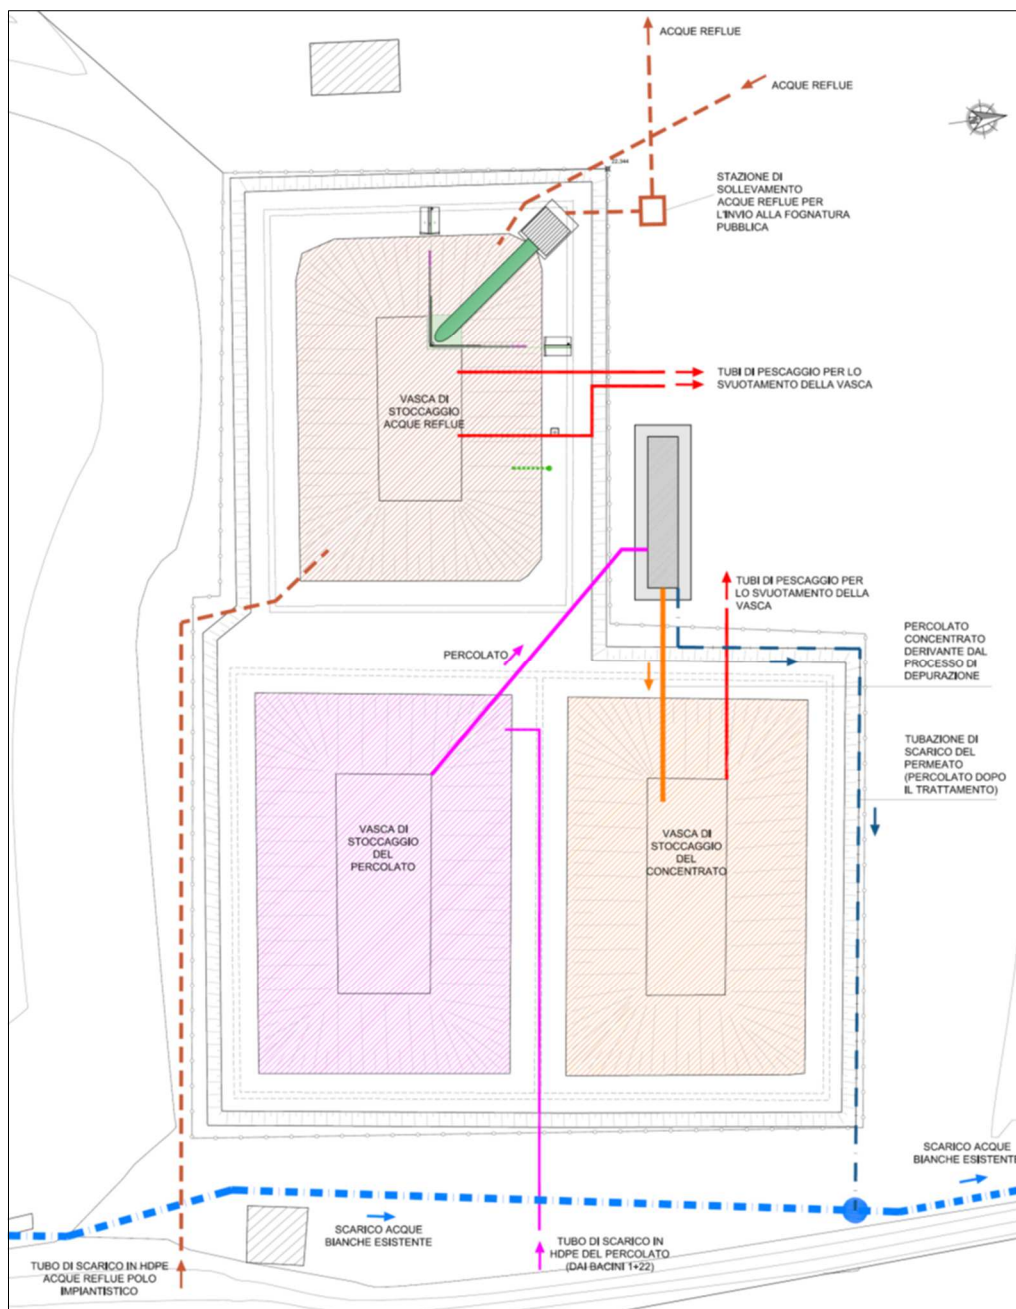 ACQUE REFLUE
ACQUE REFLUE
STAZIONE DI
SOLLEVAMENTO
ACQUE REFLUE PER
L'INVIO ALLA FOGNATURA
PUBBLICA
TUBI DI PESCAGGIO PER LO
SVUOTAMENTO DELLA VASCA
VASCA DI
STOCCAGGIO
ACQUE REFLUE
TUBI DI PESCAGGIO PER
LO SVUOTAMENTO DELLA
VASCA
PERCOLATO
CONCENTRATO
DERIVANTE DAL
PROCESSO DI
DEPURAZIONE
PERCOLATO
TUBAZIONE DI
SCARICO DEL
PERMEATO
(PERCOLATO DOPO
IL TRATTAMENTO)
VASCA DI
STOCCAGGIO
DEL
PERCOLATO
VASCA DI
STOCCAGGIO
DEL
CONCENTRATO
SCARICO ACQUE
BIANCHE ESISTENTE
SCARICO ACQUE
BIANCHE ESISTENTE
TUBO DI SCARICO IN
HDPE DEL PERCOLATO
(DAI BACINI 1+22)
TUBO DI SCARICO IN HDPE
ACQUE REFLUE POLO
IMPIANTISTICO